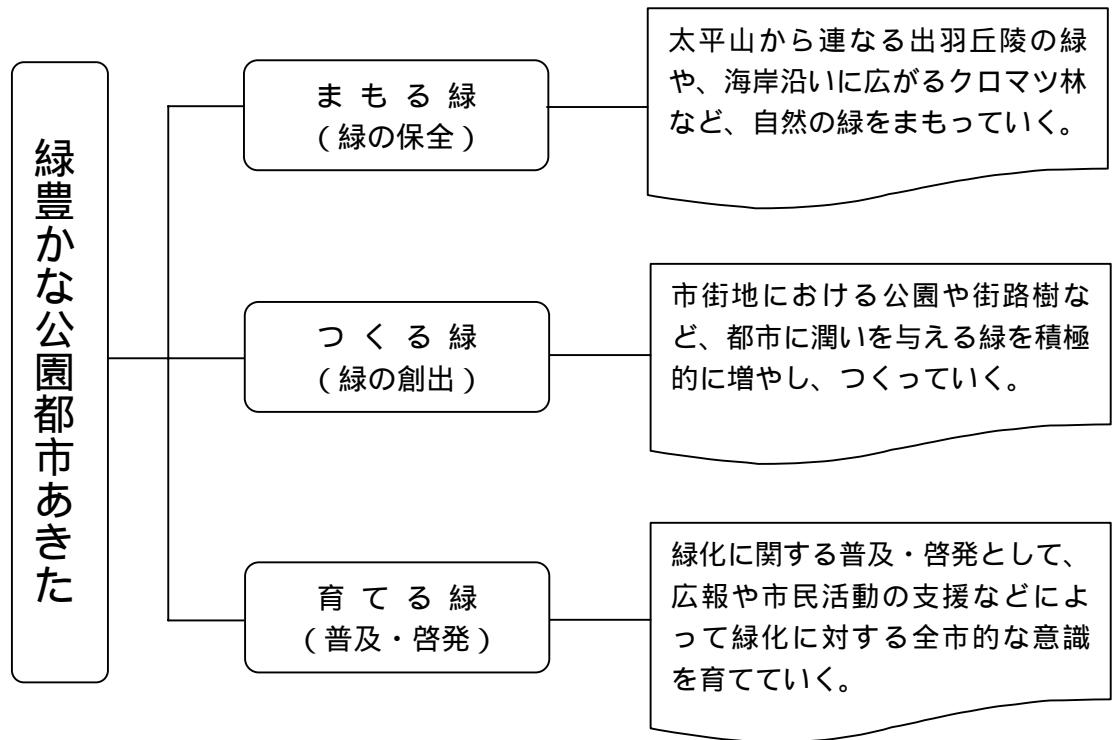 緑豊かな公園都市あきた
まもる緑
(緑の保全)
太平山から連なる出羽丘陵の緑
や、海岸沿いに広がるクロマツ林
など、自然の緑をまもっていく。
つくる緑
(緑の創出)
市街地における公園や街路樹な
ど、都市に潤いを与える緑を積極
的に増やし、つくっていく。
育てる緑
(普及・啓発)
緑化に関する普及・啓発として、
広報や市民活動の支援などによ
って緑化に対する全市的な意識
を育てていく。